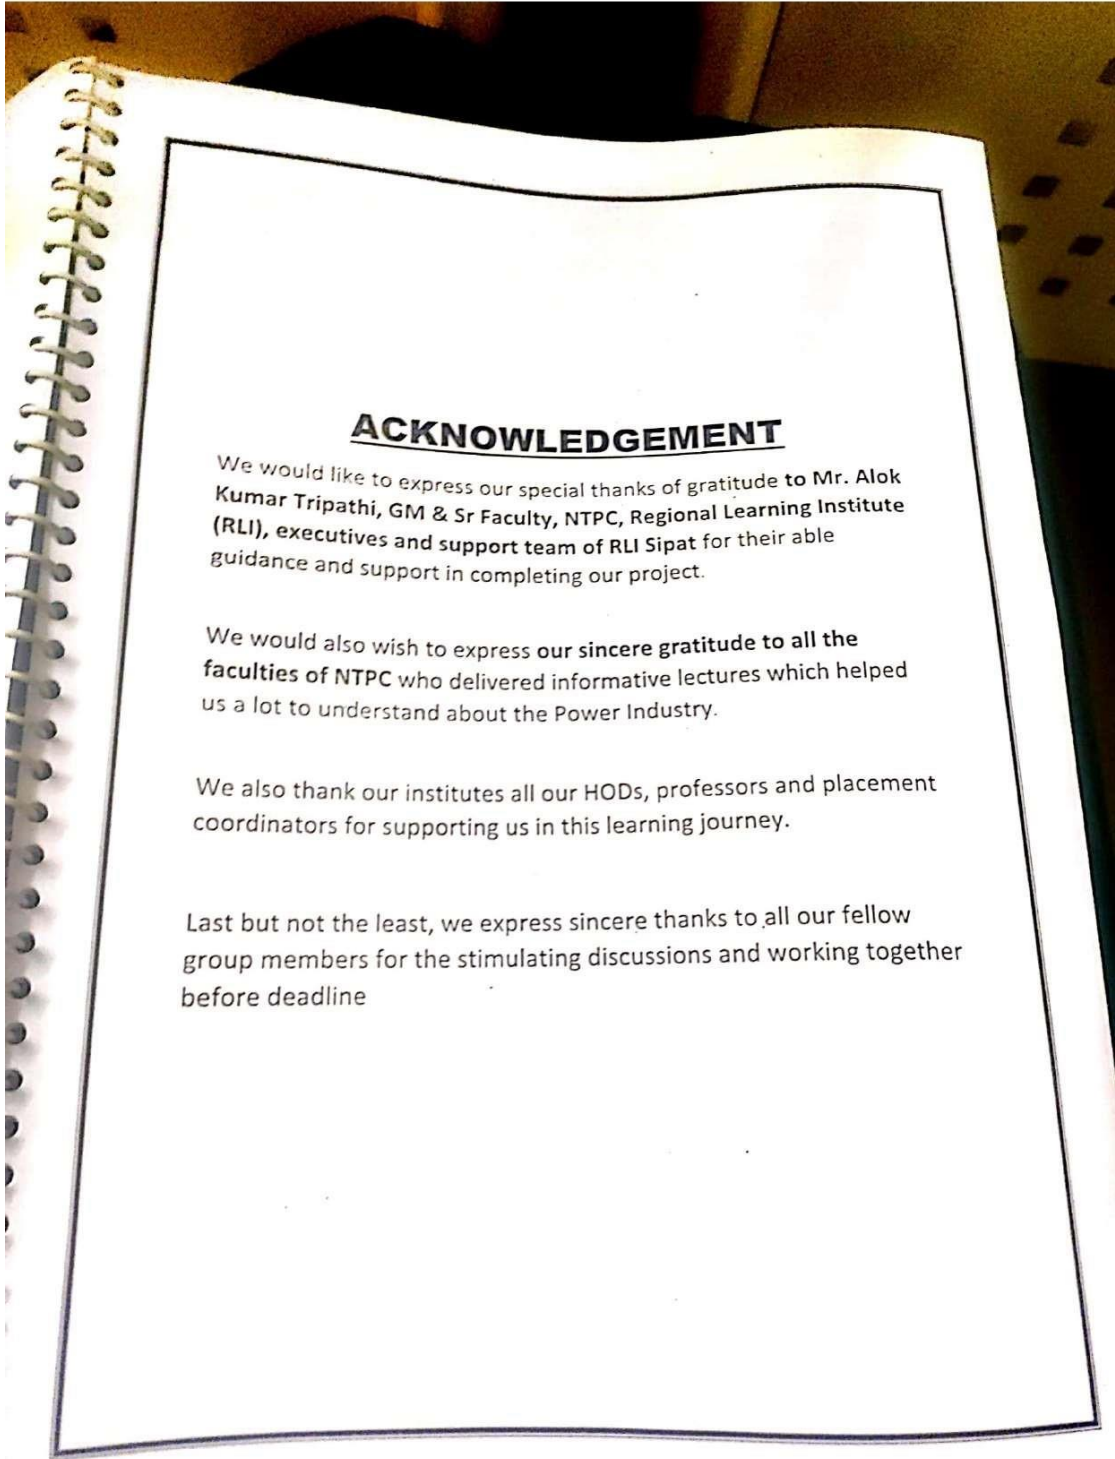 ACKNOWLEDGEMENT
We would like to express our special thanks of gratitude to Mr. Alok
Kumar Tripathi, GM & Sr Faculty, NTPC, Regional Learning Institute
(RLI), executives and support team of RLI Sipat for their able
guidance and support in completing our project.
We would also wish to express our sincere gratitude to all the
faculties of NTPC who delivered informative lectures which helped
us a lot to understand about the Power Industry.
We also thank our institutes all our HODs, professors and placement
coordinators for supporting us in this learning journey.
Last but not the least, we express sincere thanks to all our fellow
group members for the stimulating discussions and working together
before deadline